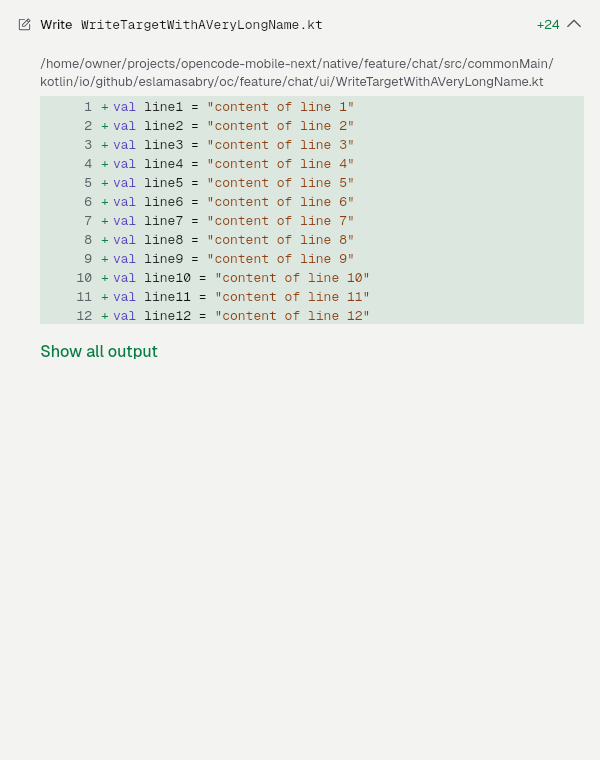 Write WriteTargetWithAVeryLongName.kt +24
/home/owner/projects/opencode-mobile-next/native/feature/chat/src/commonMain/
kotlin/io/github/eslamasabry/oc/feature/chat/ui/WriteTargetWithAVeryLongName.kt
1 + val line1 = "content of line 1"
2 + val line2 = "content of line 2"
3 + val line3 = "content of line 3"
4 + val line4 = "content of line 4"
5 + val line5 = "content of line 5"
6 + val line6 = "content of line 6"
7 + val line7 = "content of line 7"
8 + val line8 = "content of line 8"
9 + val line9 = "content of line 9"
10 + val line10 = "content of line 10"
11 + val line11 = "content of line 11"
12 + val line12 = "content of line 12"
Show all output